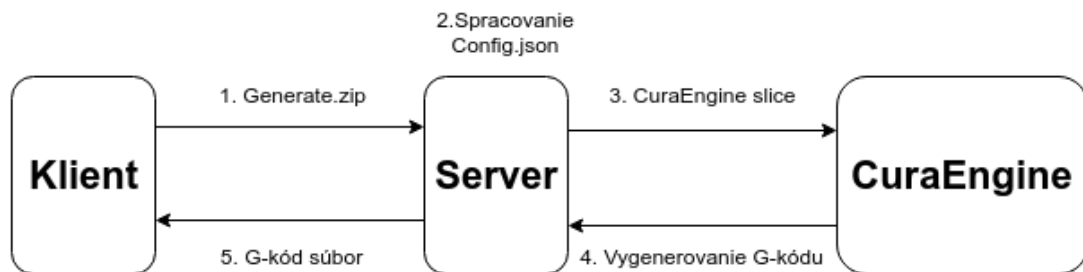 2.Spracovanie
Config.json
1. Generate.zip
3. CuraEngine slice
Klient
Server
CuraEngine
5. G-kód súbor
4. Vygenerovanie G-kódu